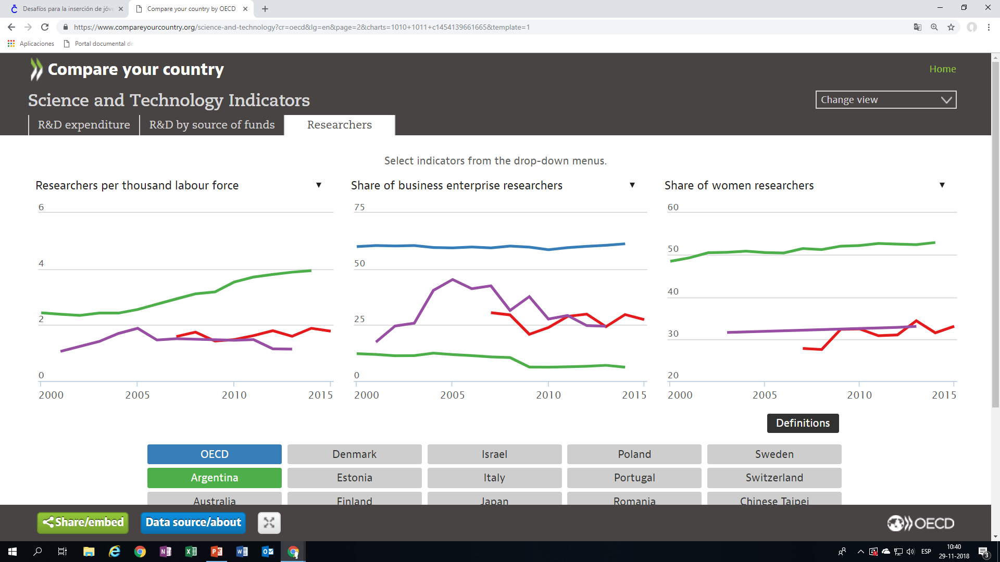 Desafíos para la inserción de jóve
Compare your country by OECD
https://www.compareyourcountry.org/science-and-technology?cr=oecd&lg=en&page=2&charts=1010+1011+c1454139661665&template=1
Aplicaciones
Portal documental de
Compare your country
Home
Science and Technology Indicators
Change view
R&D expenditure
R&D by source of funds
Researchers
Select indicators from the drop-down menus.
Researchers per thousand labour force
6
4
2
0
2000 2005 2010 2015
Share of business enterprise researchers
75
50
25
0
2000 2005 2010 2015
Share of women researchers
60
50
40
30
20
2000 2005 2010 2015
Definitions
OECD Denmark Israel Poland Sweden
Argentina Estonia Italy Portugal Switzerland
Australia Finland Japan Romania Chinese Taipei
Share/embed
Data source/about
OECD
ESP
10:40
29-11-2018
3